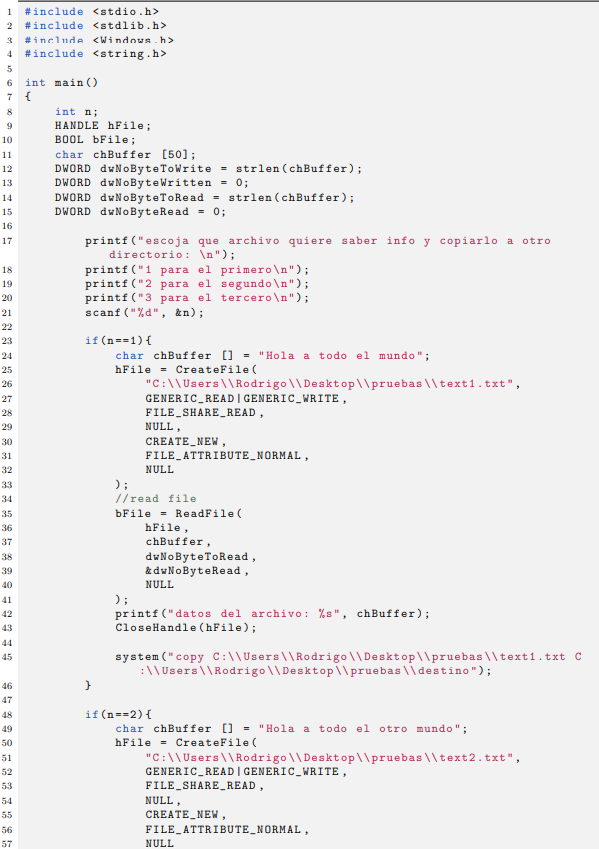 1 #include <stdio.h>
2 #include <stdlib.h>
3 #include <Windows.h>
4 #include <string.h>
5
6 int main()
7 {
8     int n;
9     HANDLE hFile;
10     BOOL bFile;
11     char chBuffer [50];
12     DWORD dwNoByteToWrite = strlen(chBuffer);
13     DWORD dwNoByteWritten = 0;
14     DWORD dwNoByteToRead = strlen(chBuffer);
15     DWORD dwNoByteRead = 0;
16
17         printf("escoja que archivo quiere saber info y copiarlo a otro
            directorio: \n");
18         printf("1 para el primero\n");
19         printf("2 para el segundo\n");
20         printf("3 para el tercero\n");
21         scanf("%d", &n);
22
23         if(n==1){
24             char chBuffer [] = "Hola a todo el mundo";
25             hFile = CreateFile(
26                 "C:\\Users\\Rodrigo\\Desktop\\pruebas\\text1.txt",
27                 GENERIC_READ|GENERIC_WRITE,
28                 FILE_SHARE_READ,
29                 NULL,
30                 CREATE_NEW,
31                 FILE_ATTRIBUTE_NORMAL,
32                 NULL
33             );
34             //read file
35             bFile = ReadFile(
36                 hFile,
37                 chBuffer,
38                 dwNoByteToRead,
39                 &dwNoByteRead,
40                 NULL
41             );
42             printf("datos del archivo: %s", chBuffer);
43             CloseHandle(hFile);
44
45             system("copy C:\\Users\\Rodrigo\\Desktop\\pruebas\\text1.txt C
                :\\Users\\Rodrigo\\Desktop\\pruebas\\destino");
46         }
47
48         if(n==2){
49             char chBuffer [] = "Hola a todo el otro mundo";
50             hFile = CreateFile(
51                 "C:\\Users\\Rodrigo\\Desktop\\pruebas\\text2.txt",
52                 GENERIC_READ|GENERIC_WRITE,
53                 FILE_SHARE_READ,
54                 NULL,
55                 CREATE_NEW,
56                 FILE_ATTRIBUTE_NORMAL,
57                 NULL